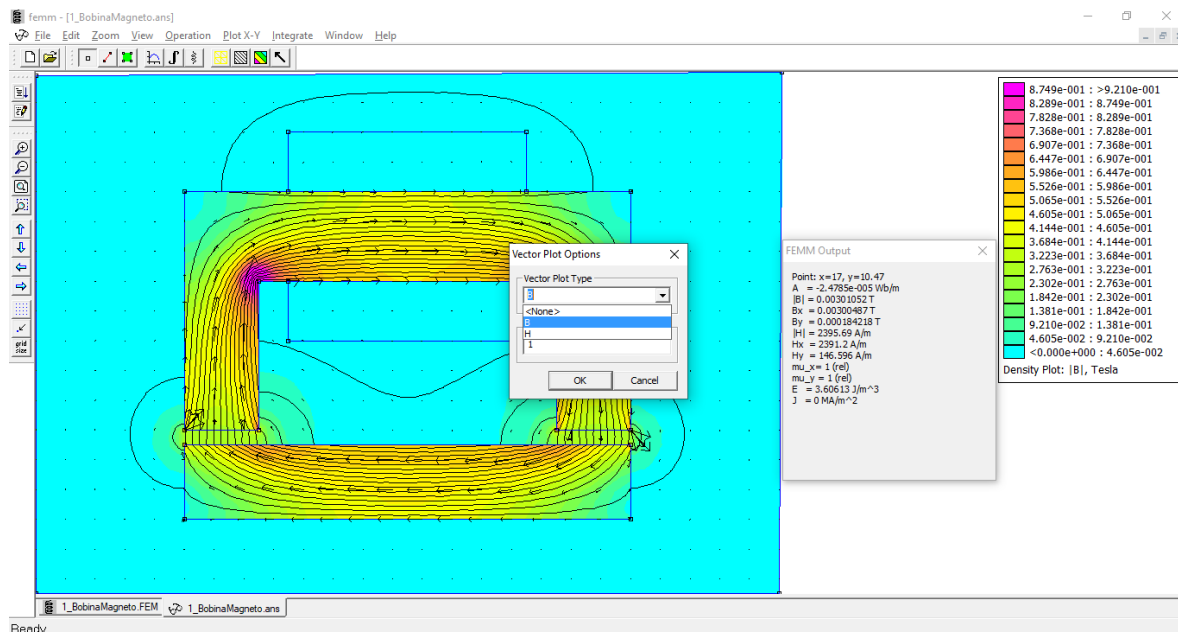 femm - [1_BobinaMagneto.ans]
File Edit Zoom View Operation Plot X-Y Integrate Window Help
grid
size
8.749e-001 : >9.210e-001
8.289e-001 : 8.749e-001
7.828e-001 : 8.289e-001
7.368e-001 : 7.828e-001
6.907e-001 : 7.368e-001
6.447e-001 : 6.907e-001
5.986e-001 : 6.447e-001
5.526e-001 : 5.986e-001
5.065e-001 : 5.526e-001
4.605e-001 : 5.065e-001
4.144e-001 : 4.605e-001
3.684e-001 : 4.144e-001
3.223e-001 : 3.684e-001
2.763e-001 : 3.223e-001
2.302e-001 : 2.763e-001
1.842e-001 : 2.302e-001
1.381e-001 : 1.842e-001
9.210e-002 : 1.381e-001
4.605e-002 : 9.210e-002
<0.000e+000 : 4.605e-002
Density Plot: |B|, Tesla
Vector Plot Options
Vector Plot Type
B
<None>
B
H
1
OK Cancel
FEMM Output
Point: x=17, y=10.47
A = -2.4785e-005 Wb/m
|B| = 0.00301052 T
Bx = 0.00300487 T
By = 0.000184218 T
|H| = 2395.69 A/m
Hx = 2391.2 A/m
Hy = 146.596 A/m
mu_x= 1 (rel)
mu_y = 1 (rel)
E = 3.60613 J/m^3
J = 0 MA/m^2
1_BobinaMagneto.FEM 1_BobinaMagneto.ans
Ready